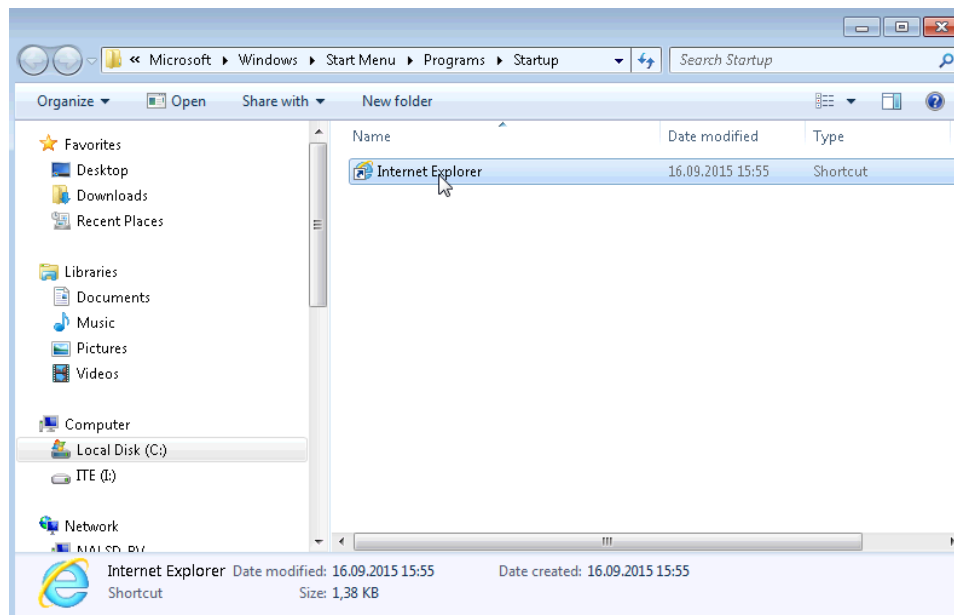 « Microsoft ▸ Windows ▸ Start Menu ▸ Programs ▸ Startup
Search Startup
Organize Open Share with New folder
Name Date modified Type
Internet Explorer 16.09.2015 15:55 Shortcut
Favorites
Desktop
Downloads
Recent Places
Libraries
Documents
Music
Pictures
Videos
Computer
Local Disk (C:)
ITE (I:)
Network
Internet Explorer Date modified: 16.09.2015 15:55 Date created: 16.09.2015 15:55
Shortcut Size: 1,38 KB